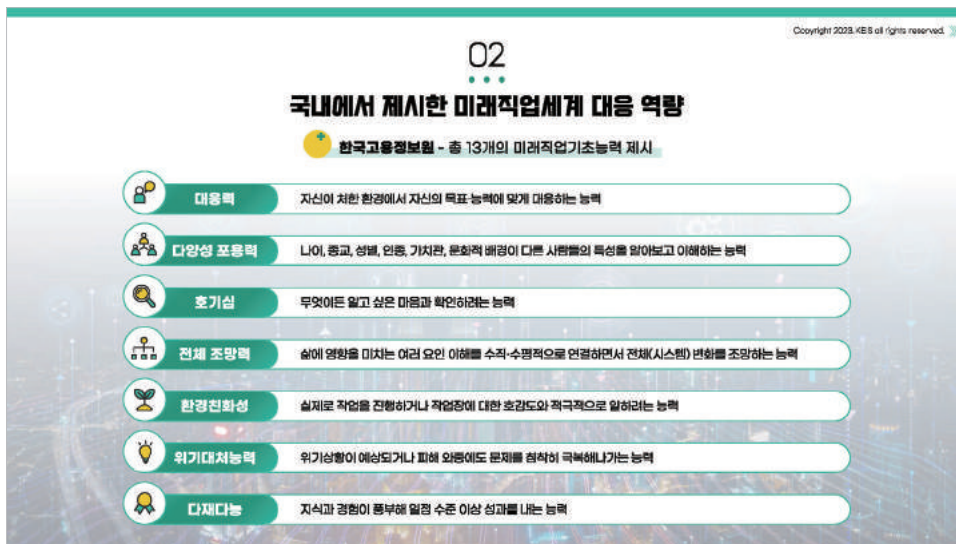 Copyright 2023. KBS all rights reserved.
02
국내에서 제시한 미래직업세계 대응 역량
한국고용정보원 - 총 13개의 미래직업기초능력 제시
대응력
자신이 처한 환경에서 자신의 목표·능력에 맞게 대응하는 능력
다양성 포용력
나이, 종교, 성별, 인종, 가치관, 문화적 배경이 다른 사람들의 특성을 알아보고 이해하는 능력
호기심
무엇이든 알고 싶은 마음과 확인하려는 능력
전체 조망력
삶에 영향을 미치는 여러 요인 이해를 수직·수평적으로 연결하면서 전체(시스템) 변화를 조망하는 능력
환경친화성
실제로 작업을 진행하거나 작업장에 대한 호감도와 적극적으로 일하려는 능력
위기대처능력
위기상황이 예상되거나 피해 와중에도 문제를 침착히 극복해나가는 능력
다재다능
지식과 경험이 풍부해 일정 수준 이상 성과를 내는 능력